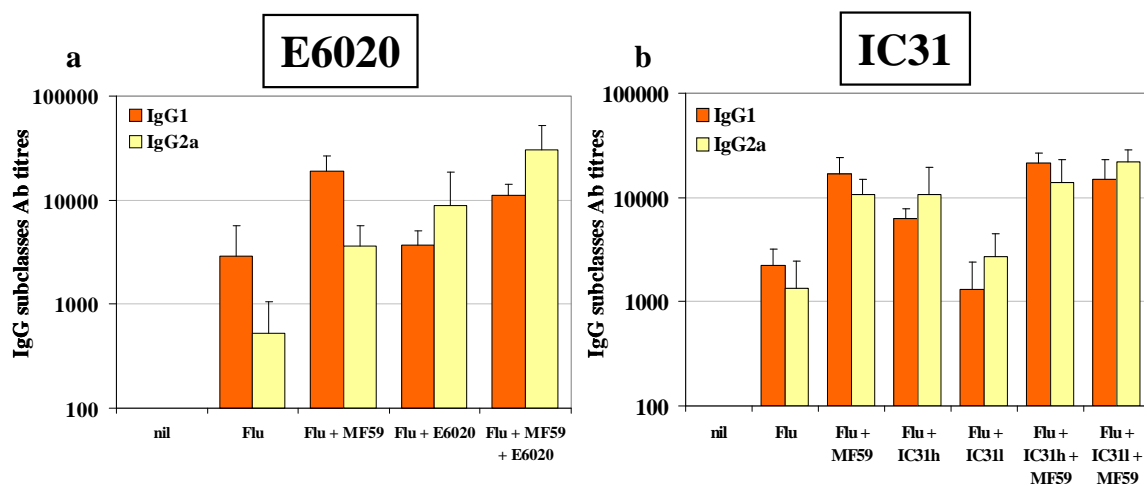 a
E6020
IgG subclasses Ab titres
100000
10000
1000
100
IgG1
IgG2a
nil
Flu
Flu + MF59
Flu + E6020
Flu + MF59
+ E6020
b
IC31
IgG subclasses Ab titres
100000
10000
1000
100
IgG1
IgG2a
nil
Flu
Flu +
MF59
Flu +
IC31h
Flu +
IC31l
Flu +
IC31h +
MF59
Flu +
IC31l +
MF59